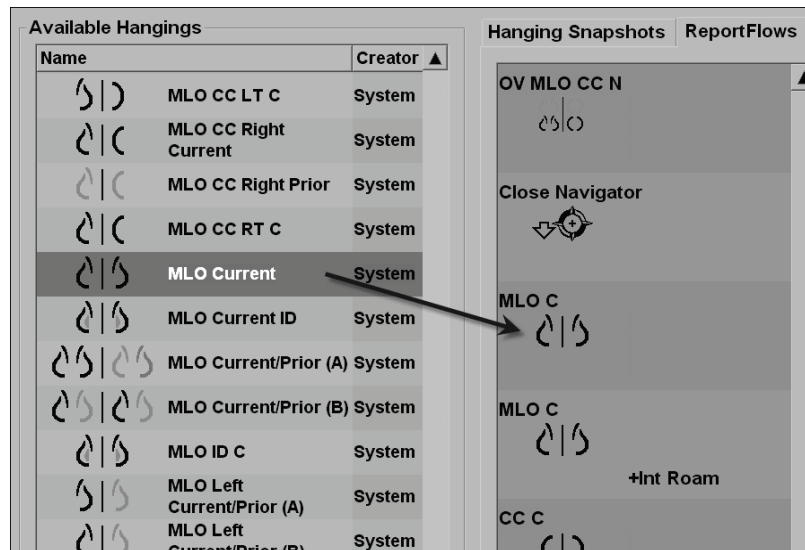 Available Hangings
Name Creator
MLO CC LT C System
MLO CC Right
Current System
MLO CC Right Prior System
MLO CC RT C System
MLO Current System
MLO Current ID System
MLO Current/Prior (A) System
MLO Current/Prior (B) System
MLO ID C System
MLO Left
Current/Prior (A) System
MLO Left
Current/Prior (B) System
Hanging Snapshots ReportFlows
OV MLO CC N
Close Navigator
MLO C
MLO C
+Int Roam
CC C